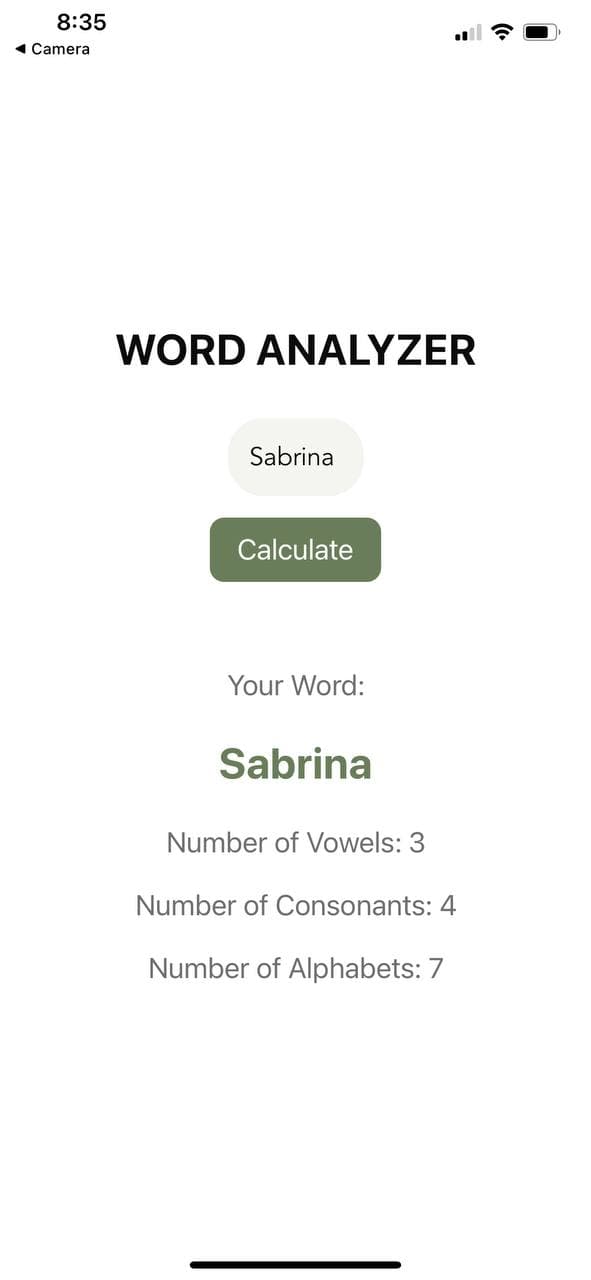 8:35
◀ Camera
WORD ANALYZER
Sabrina
Calculate
Your Word:
Sabrina
Number of Vowels: 3
Number of Consonants: 4
Number of Alphabets: 7